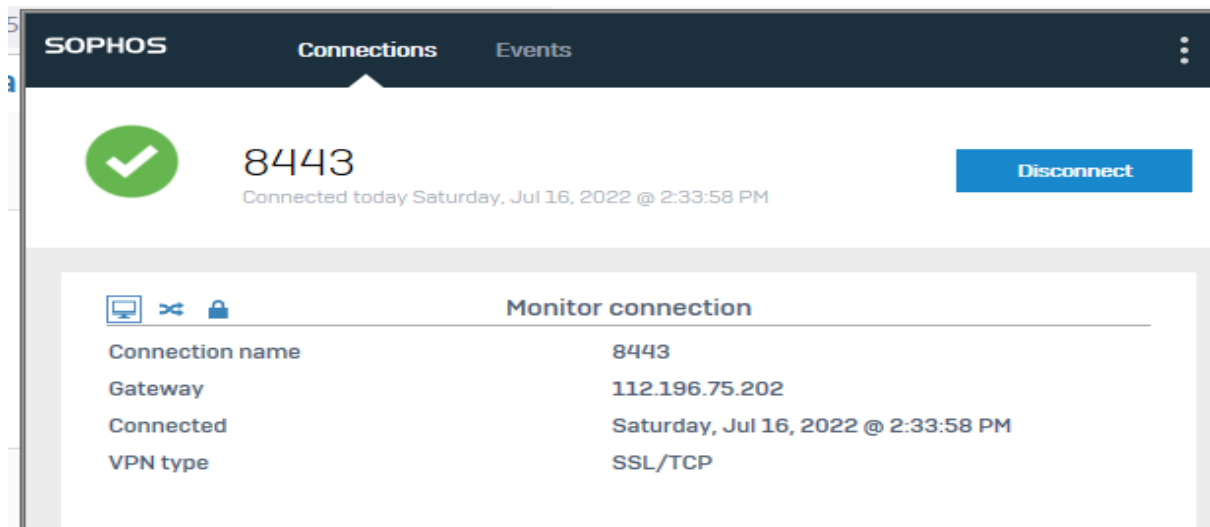 5
SOPHOS Connections Events
a
8443
Disconnect
Connected today Saturday, Jul 16, 2022 @ 2:33:58 PM
Monitor connection
Connection name 8443
Gateway 112.196.75.202
Connected Saturday, Jul 16, 2022 @ 2:33:58 PM
VPN type SSL/TCP